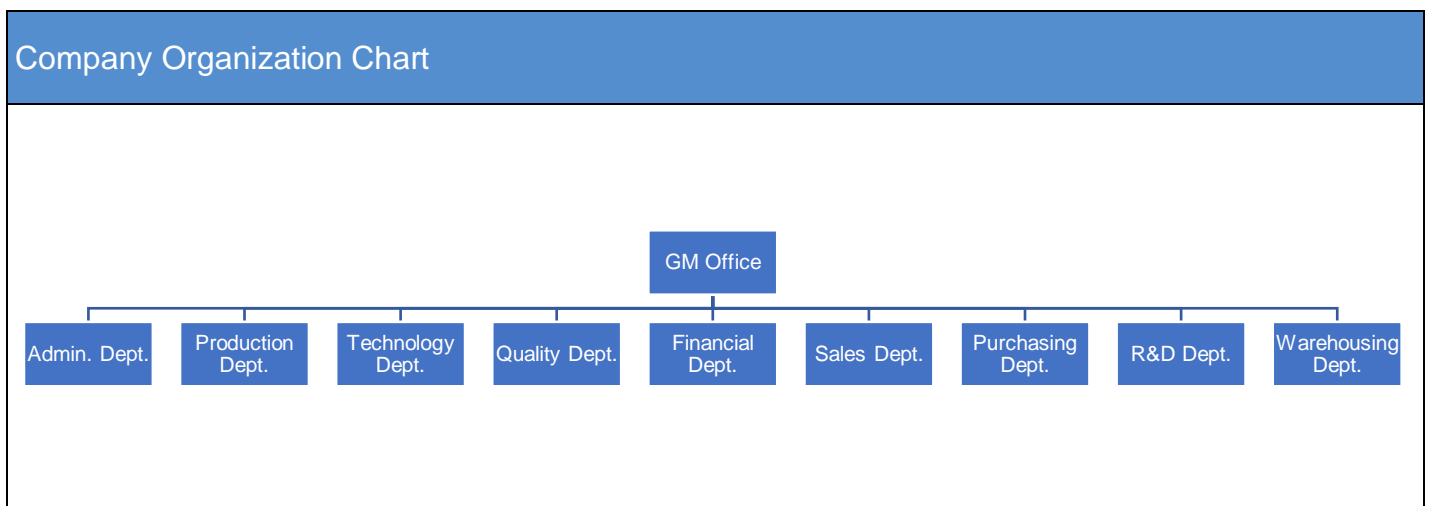 Company Organization Chart
GM Office
Admin. Dept.
Production
Dept.
Technology
Dept.
Quality Dept.
Financial
Dept.
Sales Dept.
Purchasing
Dept.
R&D Dept.
Warehousing
Dept.